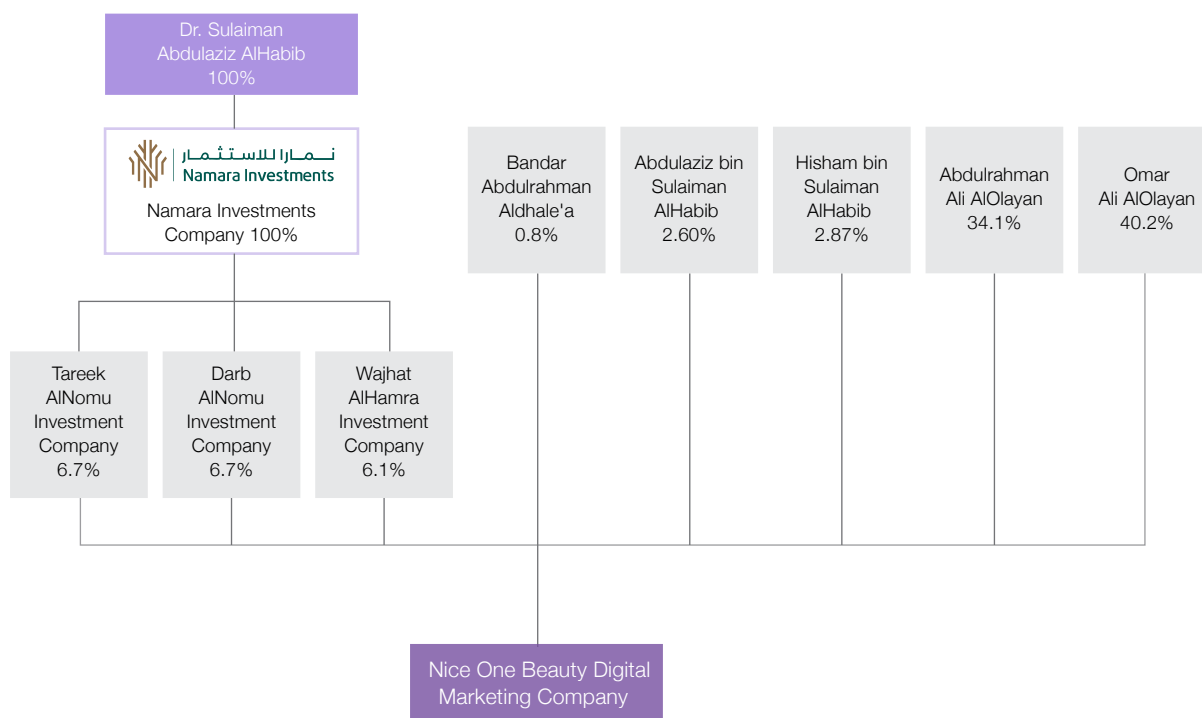 Dr. Sulaiman
Abdulaziz AlHabib
100%
نـــمــارا للاســتــثــمــار
Namara Investments
Namara Investments
Company 100%
Bandar
Abdulrahman
Aldhale'a
0.8%
Abdulaziz bin
Sulaiman
AlHabib
2.60%
Hisham bin
Sulaiman
AlHabib
2.87%
Abdulrahman
Ali AlOlayan
34.1%
Omar
Ali AlOlayan
40.2%
Tareek
AlNomu
Investment
Company
6.7%
Darb
AlNomu
Investment
Company
6.7%
Wajhat
AlHamra
Investment
Company
6.1%
Nice One Beauty Digital
Marketing Company